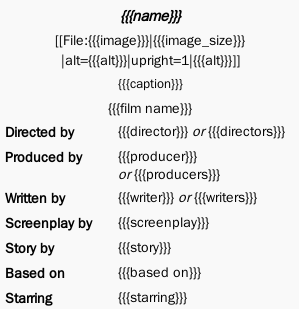 {{{name}}}
[[File:{{{image}}}|{{{image_size}}}
|alt={{{alt}}}|upright=1|{{{alt}}}]]
{{{caption}}}
{{{film name}}}
Directed by {{{director}}} or {{{directors}}}
Produced by {{{producer}}}
or {{{producers}}}
Written by {{{writer}}} or {{{writers}}}
Screenplay by {{{screenplay}}}
Story by {{{story}}}
Based on {{{based on}}}
Starring {{{starring}}}